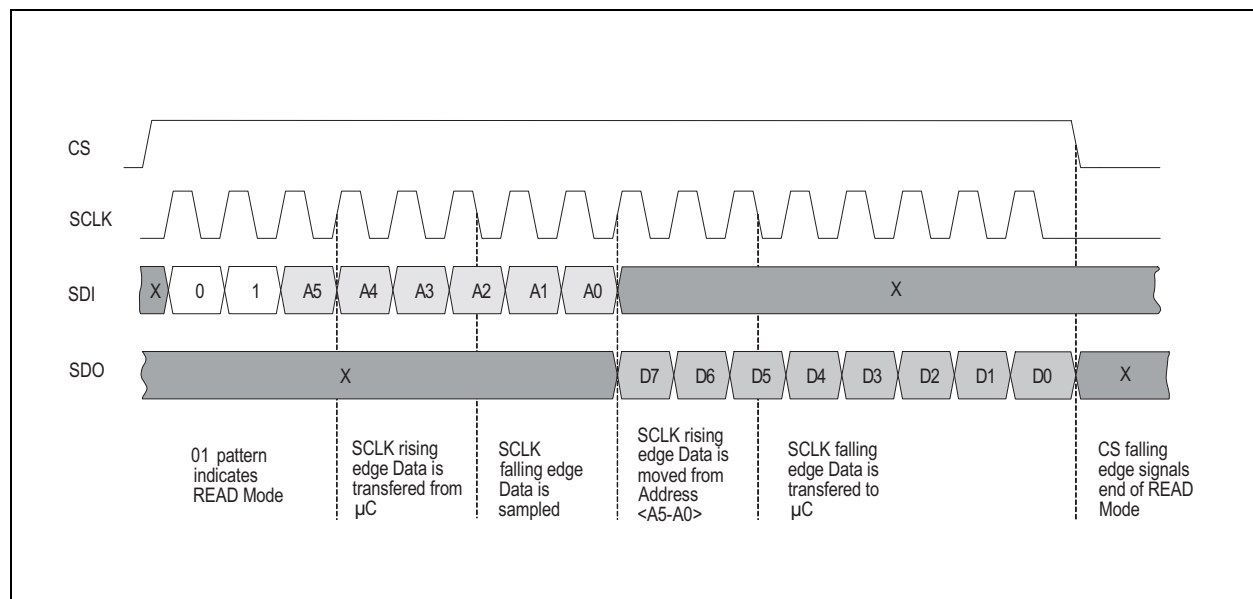 CS
SCLK
SDI
X 0 1 A5 A4 A3 A2 A1 A0 X
SDO
X D7 D6 D5 D4 D3 D2 D1 D0 X
01 pattern
indicates
READ Mode
SCLK rising
edge Data is
transfered from
µC
SCLK
falling edge
Data is
sampled
SCLK rising
edge Data is
moved from
Address
<A5-A0>
SCLK falling
edge Data is
transfered to
µC
CS falling
edge signals
end of READ
Mode